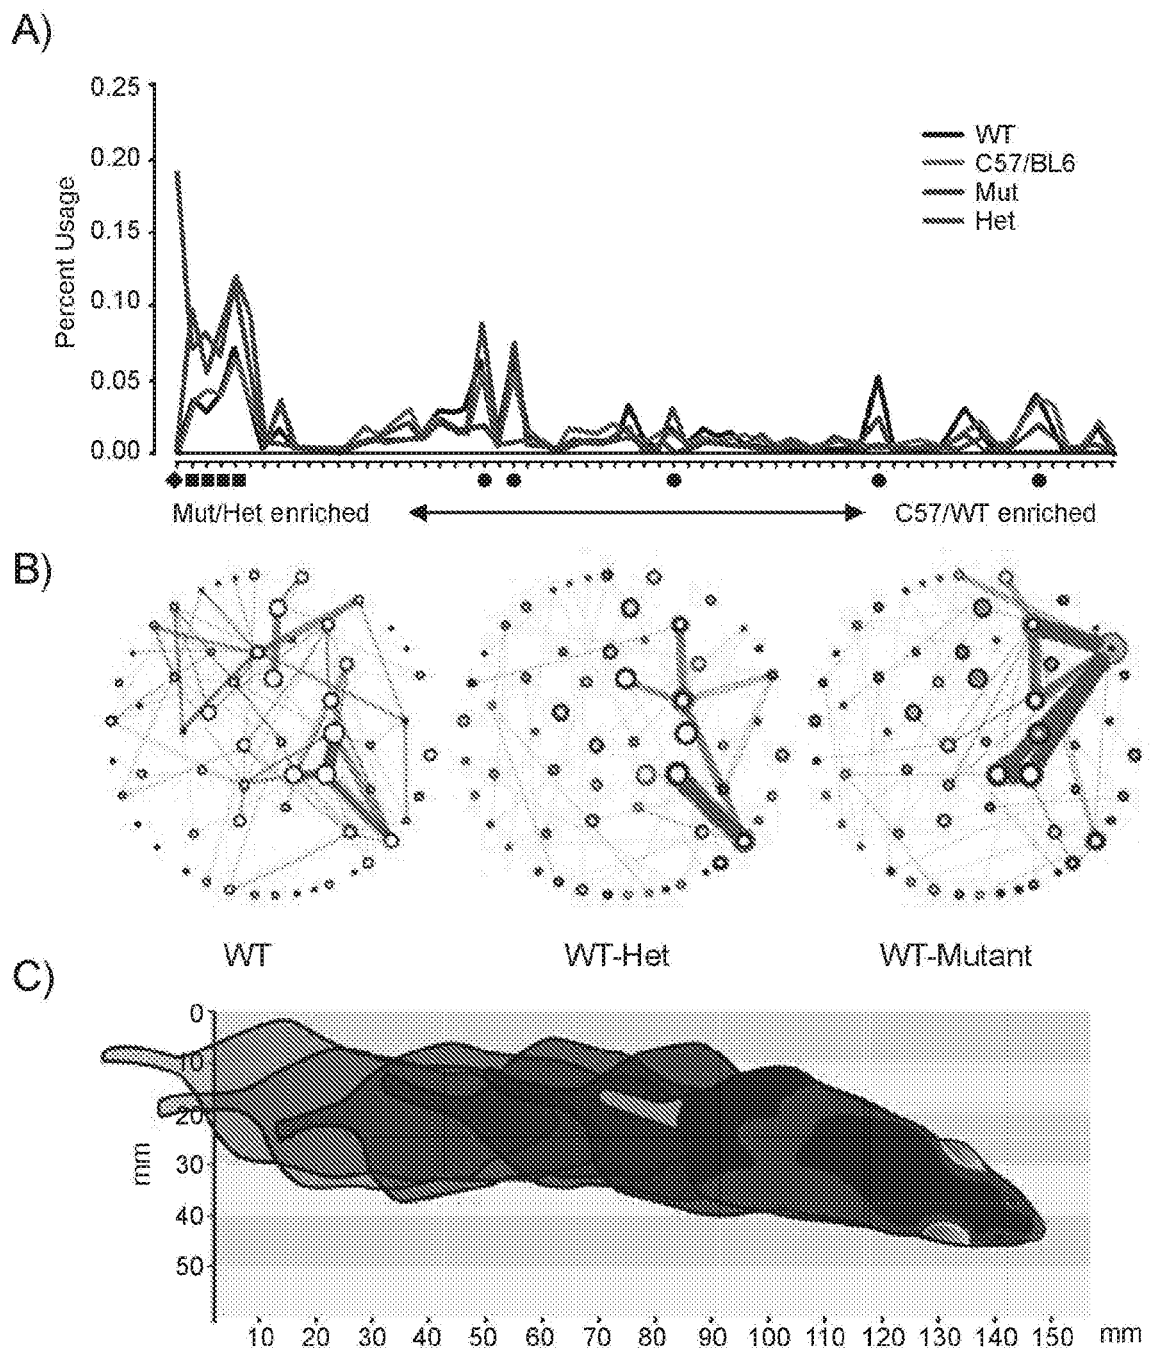 A)
0.25
0.20
0.15
0.10
0.05
0.00
Percent Usage
WT
C57/BL6
Mut
Het
Mut/Het enriched
C57/WT enriched
B)
WT
WT-Het
WT-Mutant
C)
0
10
20
30
40
50
mm
10 20 30 40 50 60 70 80 90 100 110 120 130 140 150 mm